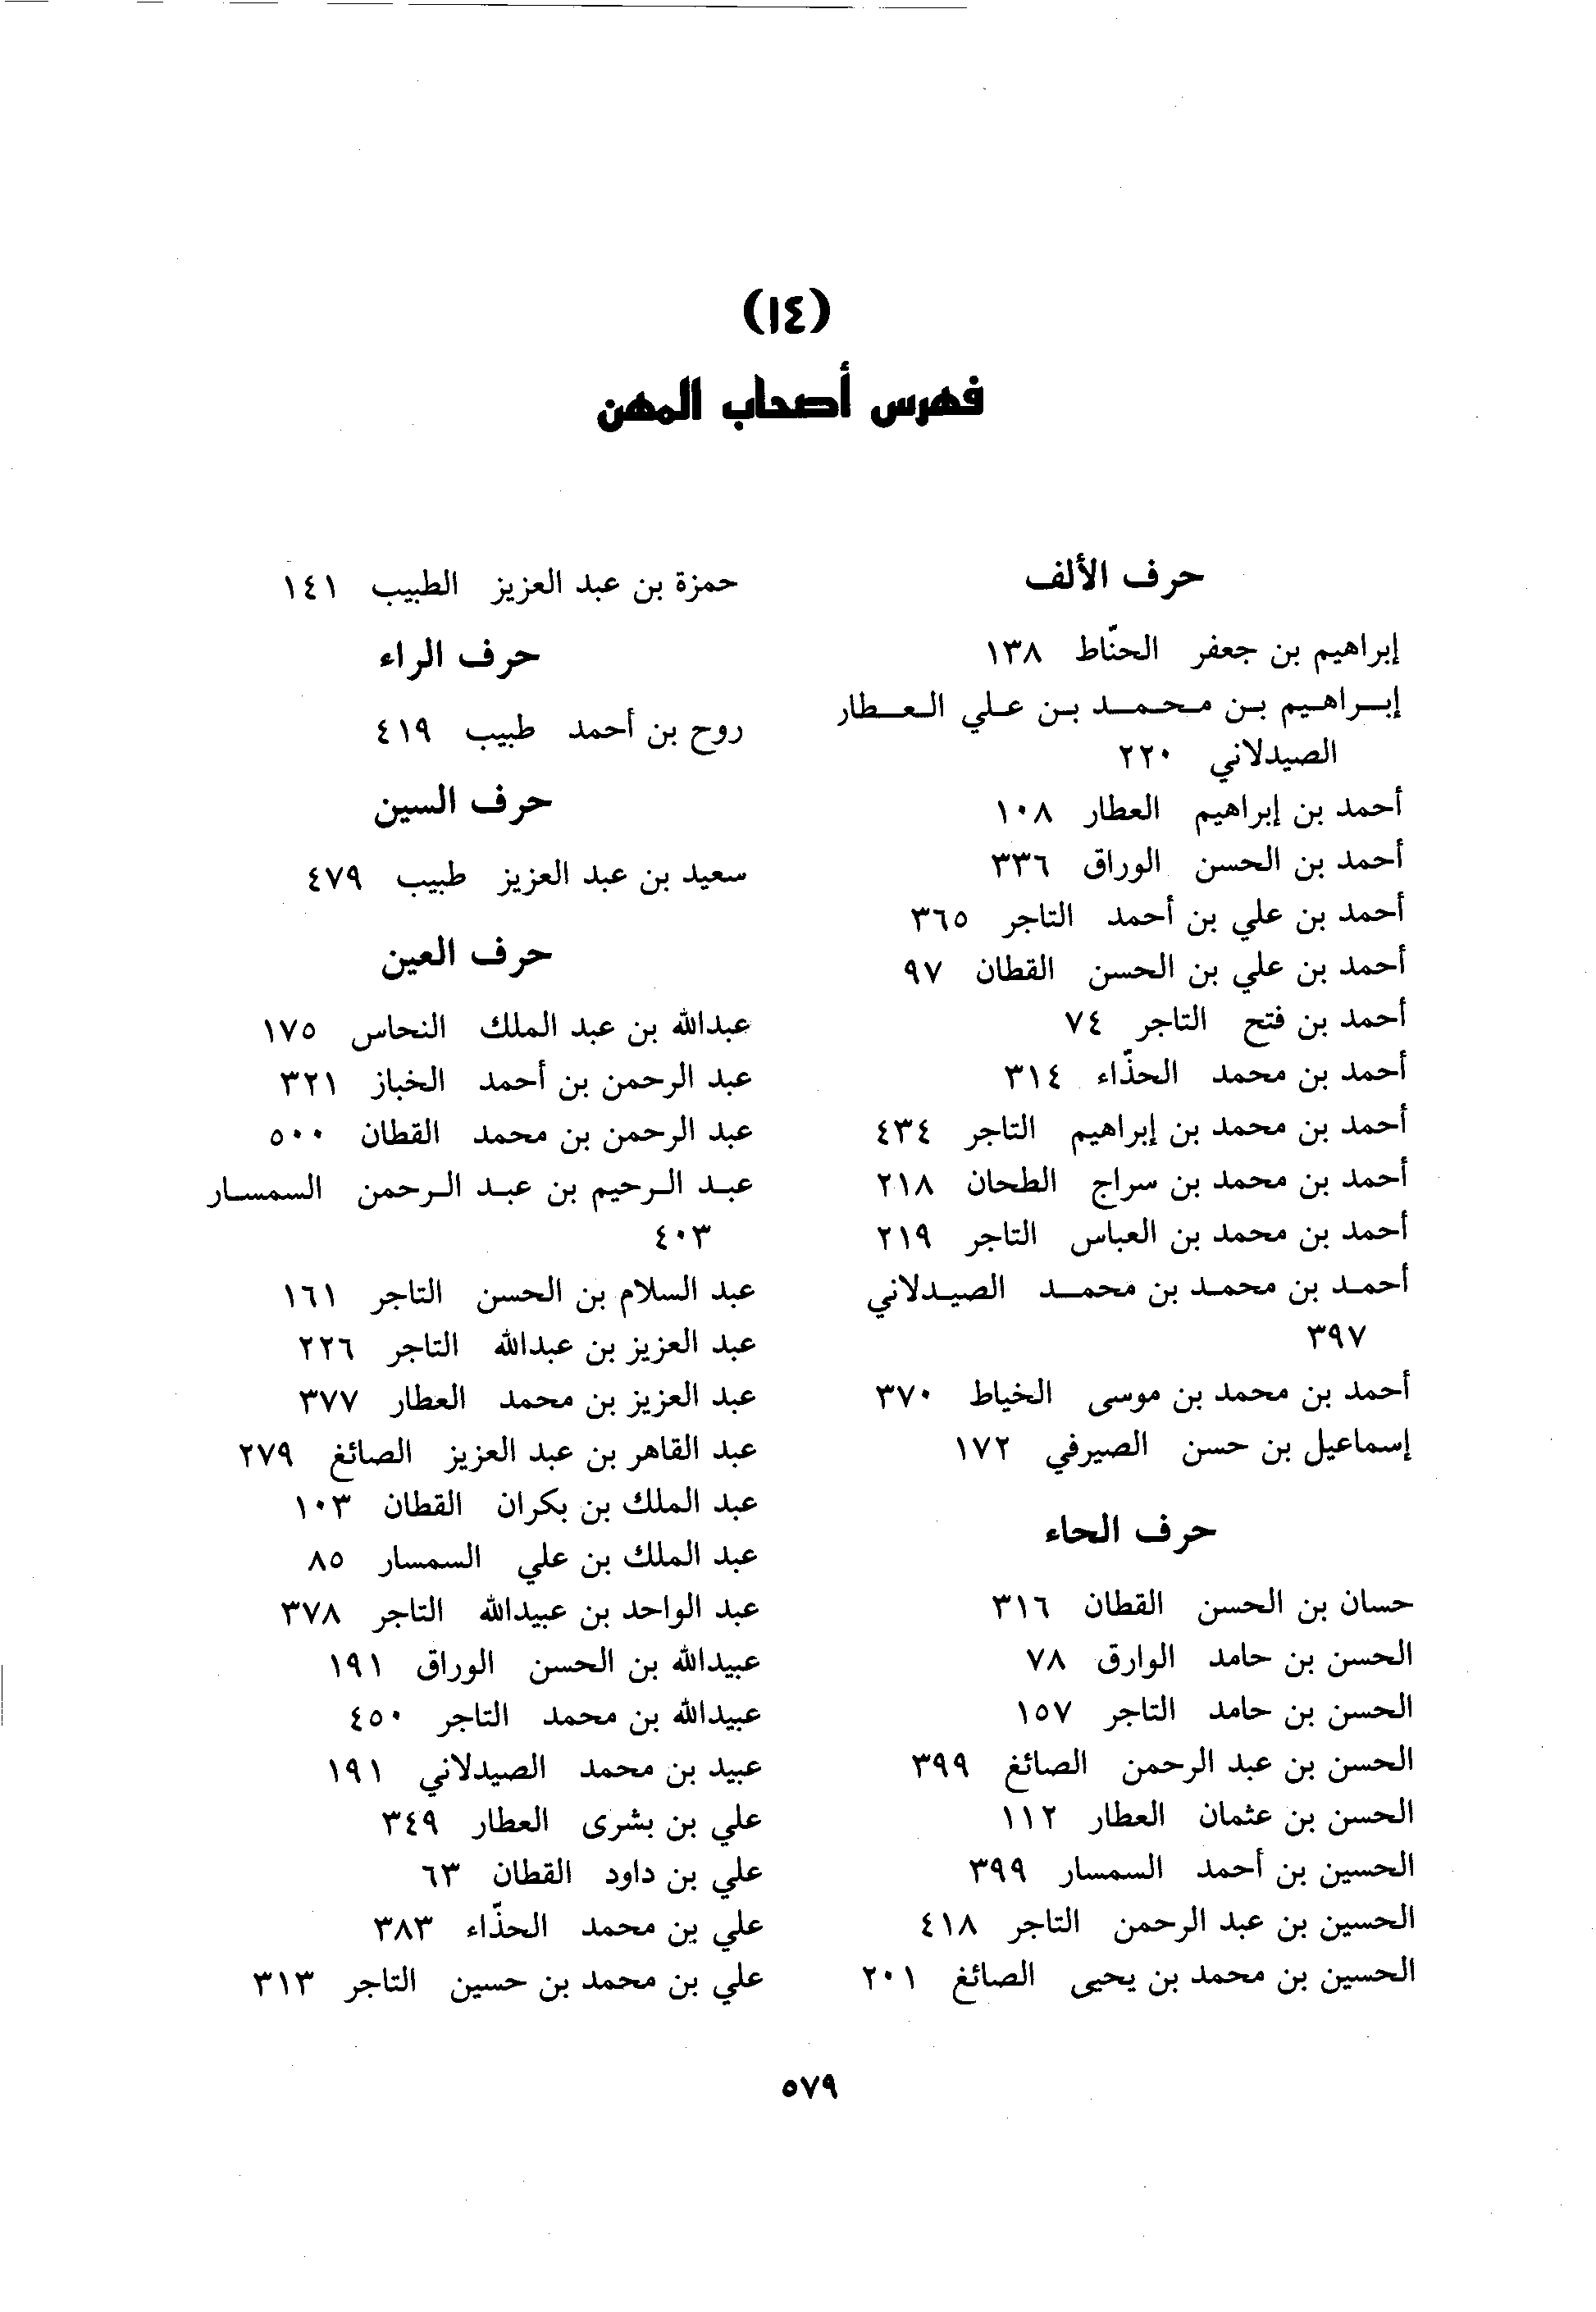 (١٤)
فهرس أصحاب المهن
حرف الألف
إبراهيم بن جعفر الحنّاط ١٣٨
إبراهيم بن محمد بن علي العطار
الصيدلاني ٢٢٠
أحمد بن إبراهيم العطار ١٠٨
أحمد بن الحسن الوراق ٣٣٦
أحمد بن علي بن أحمد التاجر ٣٦٥
أحمد بن علي بن الحسن القطان ٩٧
أحمد بن فتح التاجر ٧٤
أحمد بن محمد الحذّاء ٣١٤
أحمد بن محمد بن إبراهيم التاجر ٤٣٤
أحمد بن محمد بن سراج الطحان ٢١٨
أحمد بن محمد بن العباس التاجر ٢١٩
أحمد بن محمد بن محمد الصيدلاني
٣٩٧
أحمد بن محمد بن موسى الخياط ٣٧٠
إسماعيل بن حسن الصيرفي ١٧٢
حرف الحاء
حسان بن الحسن القطان ٣١٦
الحسن بن حامد الوارق ٧٨
الحسن بن حامد التاجر ١٥٧
الحسن بن عبد الرحمن الصائغ ٣٩٩
الحسن بن عثمان العطار ١١٢
الحسين بن أحمد السمسار ٣٩٩
الحسين بن عبد الرحمن التاجر ٤١٨
الحسين بن محمد بن يحيى الصائغ ٢٠١
حمزة بن عبد العزيز الطبيب ١٤١
حرف الراء
روح بن أحمد طبيب ٤١٩
حرف السين
سعيد بن عبد العزيز طبيب ٤٧٩
حرف العين
عبدالله بن عبد الملك النحاس ١٧٥
عبد الرحمن بن أحمد الخباز ٣٢١
عبد الرحمن بن محمد القطان ٥٠٠
عبد الرحيم بن عبد الرحمن السمسار
٤٠٣
عبد السلام بن الحسن التاجر ١٦١
عبد العزيز بن عبدالله التاجر ٢٢٦
عبد العزيز بن محمد العطار ٣٧٧
عبد القاهر بن عبد العزيز الصائغ ٢٧٩
عبد الملك بن بكران القطان ١٠٣
عبد الملك بن علي السمسار ٨٥
عبد الواحد بن عبيدالله التاجر ٣٧٨
عبيدالله بن الحسن الوراق ١٩١
عبيدالله بن محمد التاجر ٤٥٠
عبيد بن محمد الصيدلاني ١٩١
علي بن بشرى العطار ٣٤٩
علي بن داود القطان ٦٣
علي بن محمد الحذّاء ٣٨٣
علي بن محمد بن حسين التاجر ٣١٣
٥٧٩